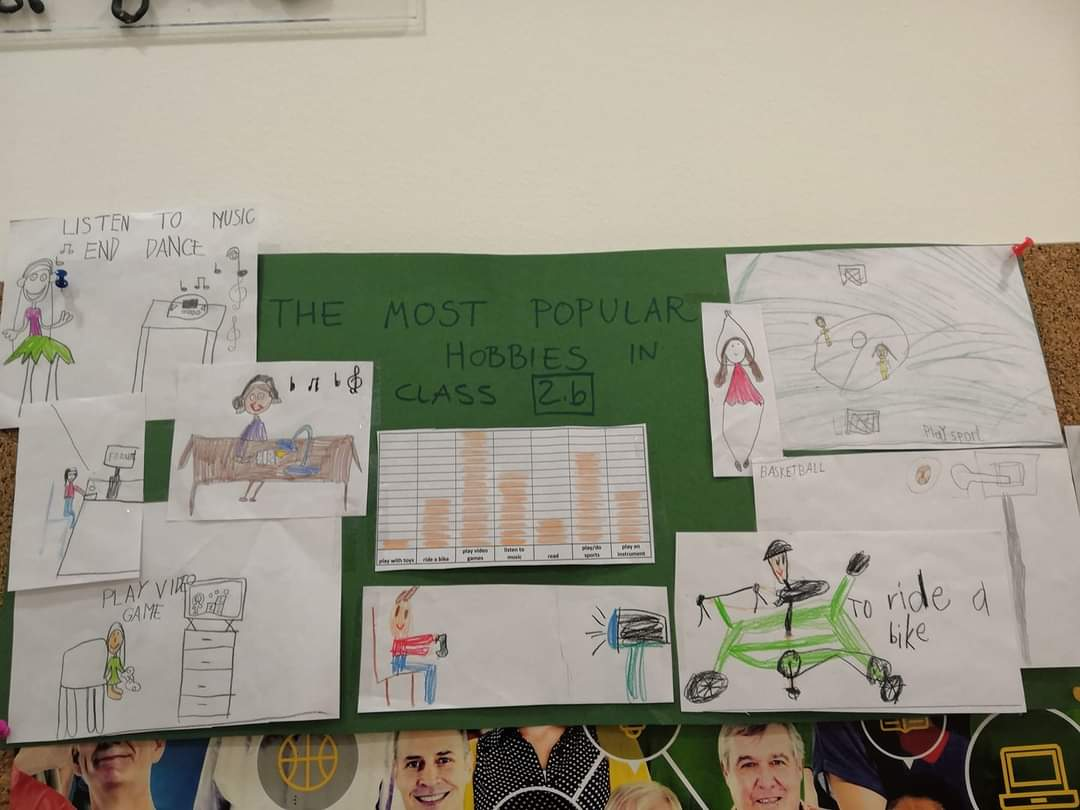 LISTEN TO MUSIC
END DANCE
THE MOST POPULAR
HOBBIES IN
CLASS 2.b
Play sport
BASKETBALL
play with toys
ride a bike
play video
games
listen to
music
read
play/do
sports
play an
instrument
PLAY VIDEO
GAME
TO ride a
bike